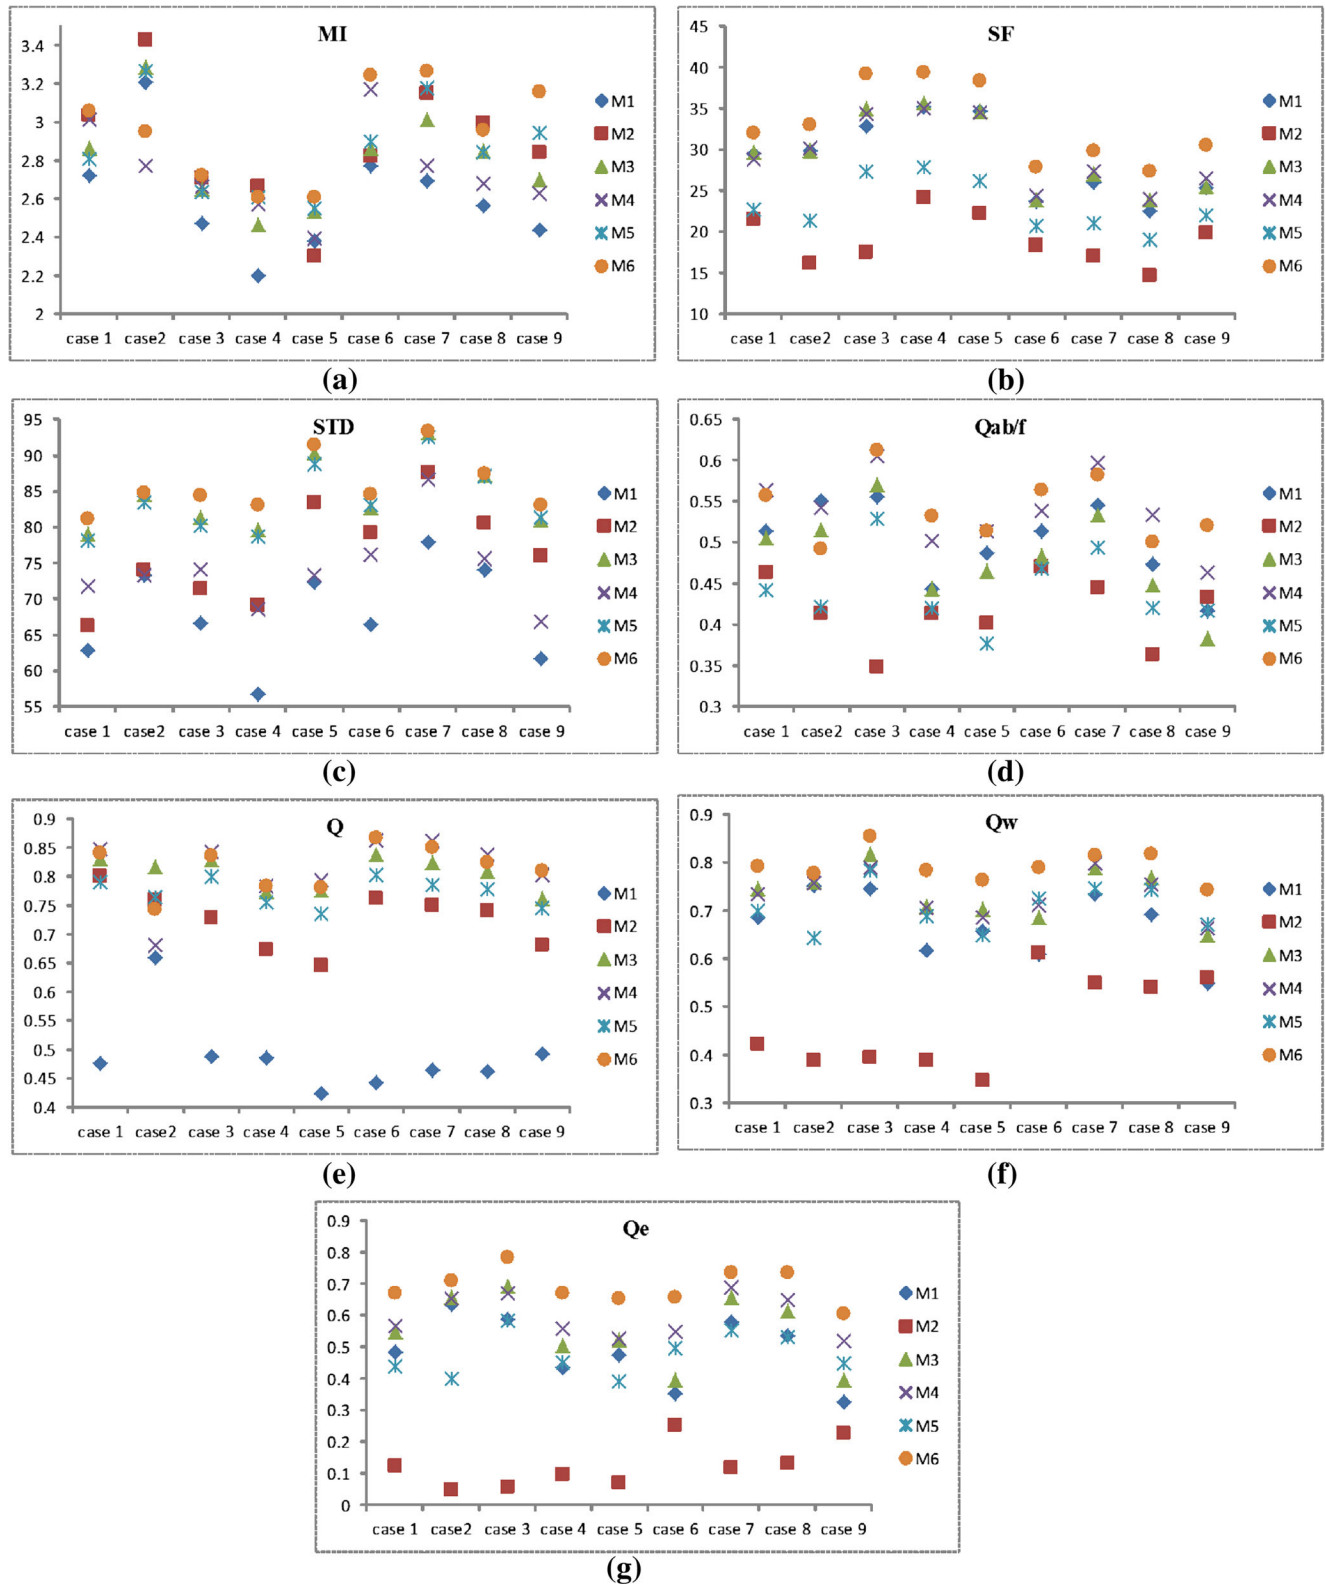 MI
3.4
3.2
3
2.8
2.6
2.4
2.2
2
case 1 case2 case 3 case 4 case 5 case 6 case 7 case 8 case 9
M1
M2
M3
M4
M5
M6
(a)
SF
45
40
35
30
25
20
15
10
case 1 case2 case 3 case 4 case 5 case 6 case 7 case 8 case 9
M1
M2
M3
M4
M5
M6
(b)
STD
95
90
85
80
75
70
65
60
55
case 1 case2 case 3 case 4 case 5 case 6 case 7 case 8 case 9
M1
M2
M3
M4
M5
M6
(c)
Qab/f
0.65
0.6
0.55
0.5
0.45
0.4
0.35
0.3
case 1 case2 case 3 case 4 case 5 case 6 case 7 case 8 case 9
M1
M2
M3
M4
M5
M6
(d)
Q
0.9
0.85
0.8
0.75
0.7
0.65
0.6
0.55
0.5
0.45
0.4
case 1 case2 case 3 case 4 case 5 case 6 case 7 case 8 case 9
M1
M2
M3
M4
M5
M6
(e)
Qw
0.9
0.8
0.7
0.6
0.5
0.4
0.3
case 1 case2 case 3 case 4 case 5 case 6 case 7 case 8 case 9
M1
M2
M3
M4
M5
M6
(f)
Qe
0.9
0.8
0.7
0.6
0.5
0.4
0.3
0.2
0.1
0
case 1 case2 case 3 case 4 case 5 case 6 case 7 case 8 case 9
M1
M2
M3
M4
M5
M6
(g)